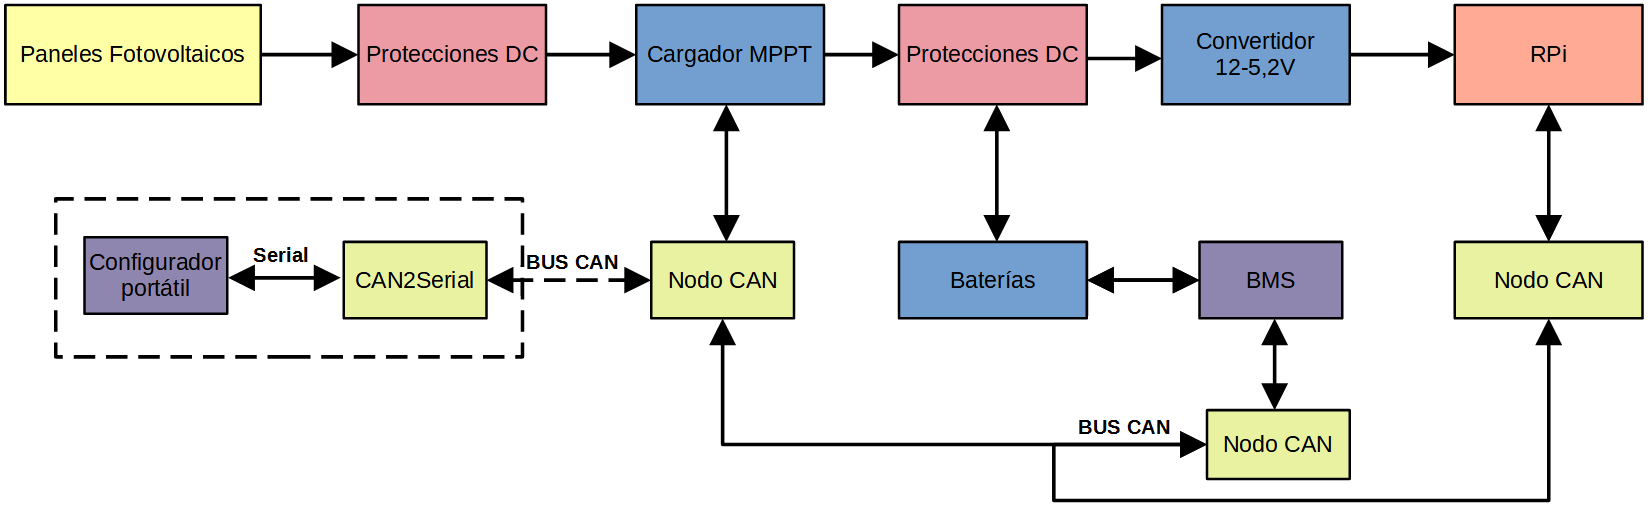 Paneles Fotovoltaicos
Protecciones DC
Cargador MPPT
Protecciones DC
Convertidor
12-5,2V
RPi
Configurador
portátil
Serial
CAN2Serial
BUS CAN
Nodo CAN
Baterías
BMS
Nodo CAN
BUS CAN
Nodo CAN